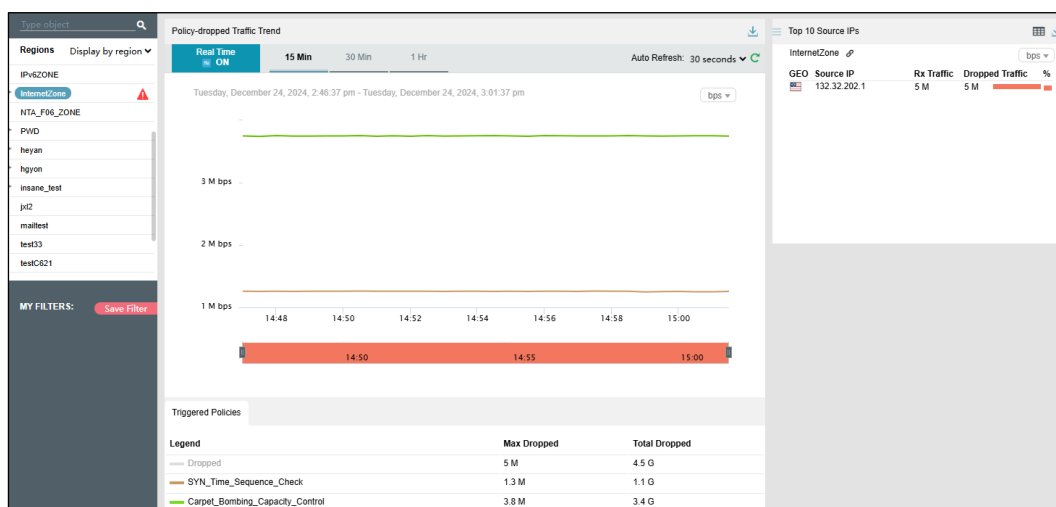 Type object
Regions Display by region
IPv6ZONE
InternetZone
NTA_F06_ZONE
PWD
heyan
hgyon
insane_test
jxl2
mailtest
test33
testC621
MY FILTERS: Save Filter
Policy-dropped Traffic Trend
Real Time
ON
15 Min 30 Min 1 Hr
Auto Refresh: 30 seconds
Tuesday, December 24, 2024, 2:46:37 pm - Tuesday, December 24, 2024, 3:01:37 pm
bps
3 M bps
2 M bps
1 M bps
14:48 14:50 14:52 14:54 14:56 14:58 15:00
14:50 14:55 15:00
Triggered Policies
Legend Max Dropped Total Dropped
Dropped 5 M 4.5 G
SYN_Time_Sequence_Check 1.3 M 1.1 G
Carpet_Bombing_Capacity_Control 3.8 M 3.4 G
Top 10 Source IPs
InternetZone
bps
GEO Source IP Rx Traffic Dropped Traffic %
132.32.202.1 5 M 5 M